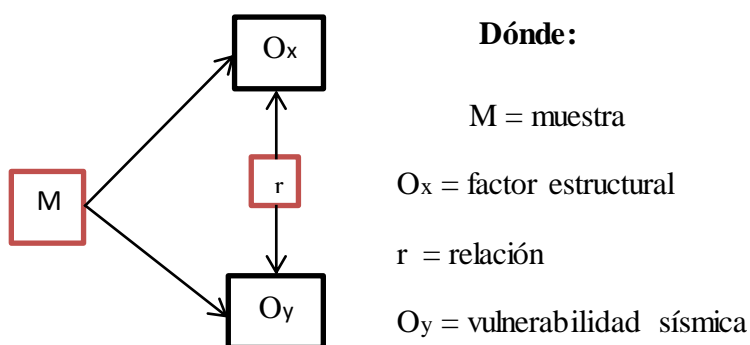 Ox
Dónde:
M = muestra
M
r
Ox = factor estructural
r = relación
Oy
Oy = vulnerabilidad sísmica